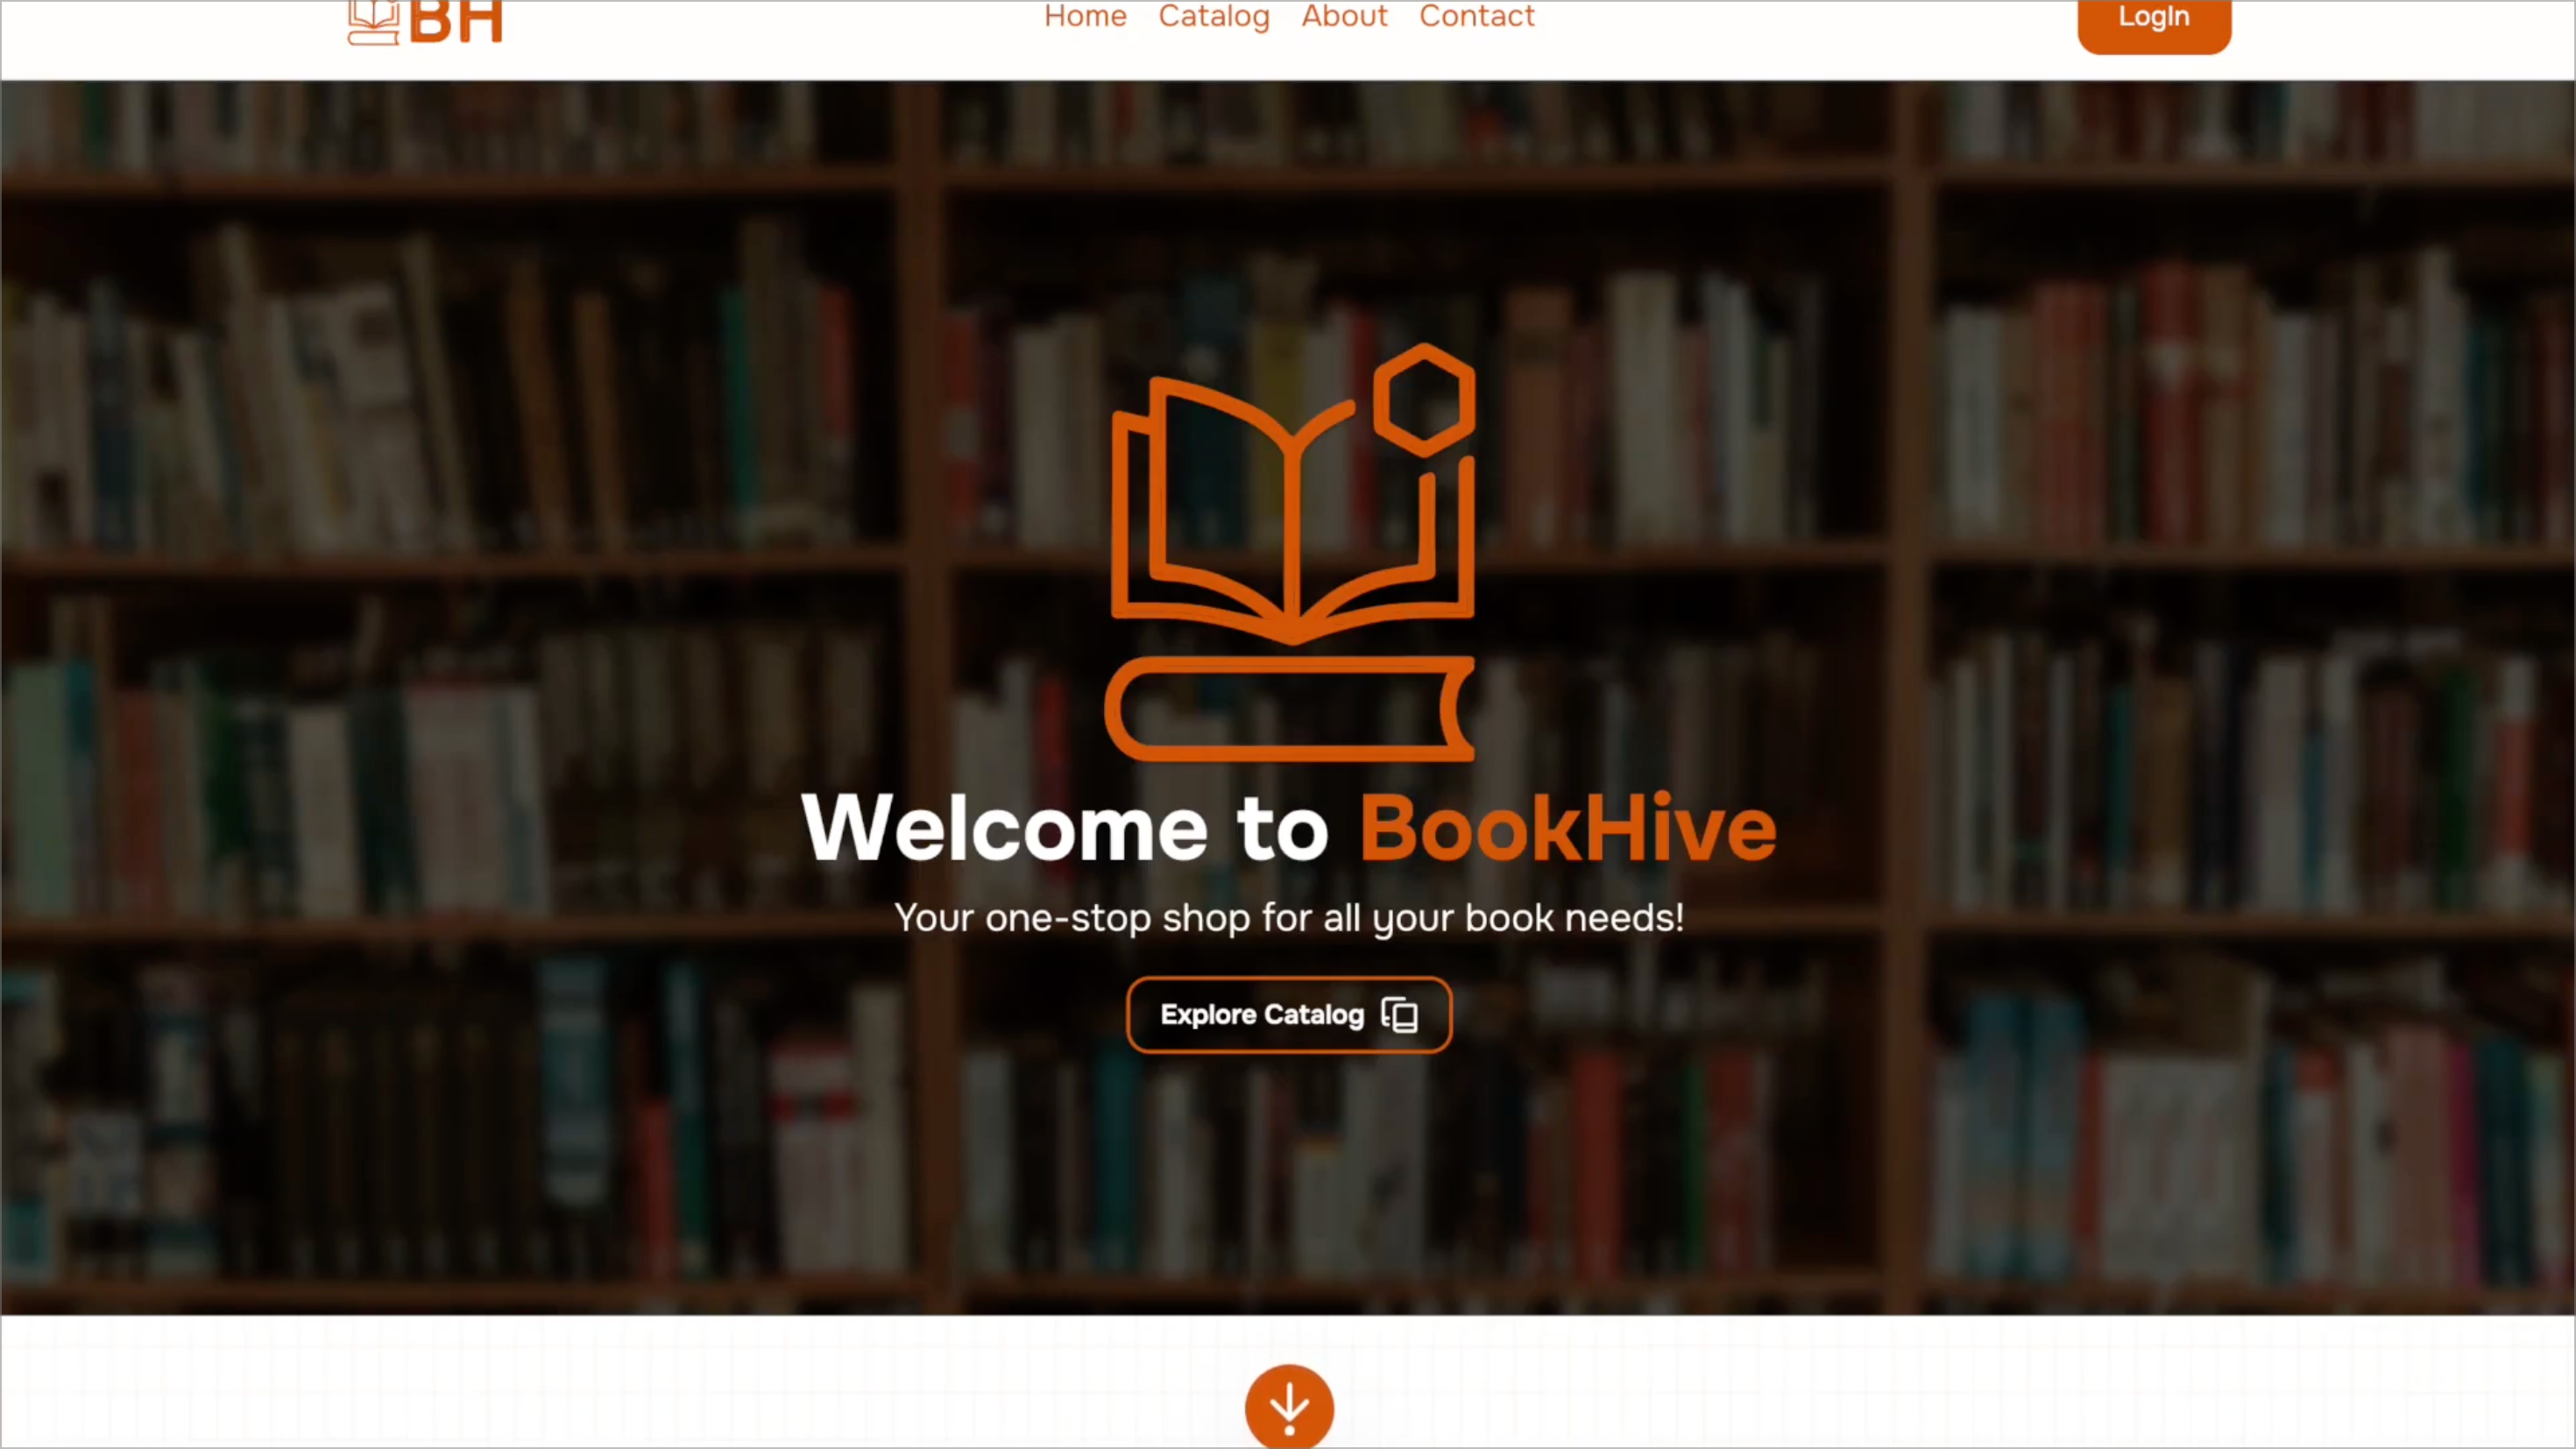 BH
Home Catalog About Contact
LogIn
Welcome to BookHive
Your one-stop shop for all your book needs!
Explore Catalog